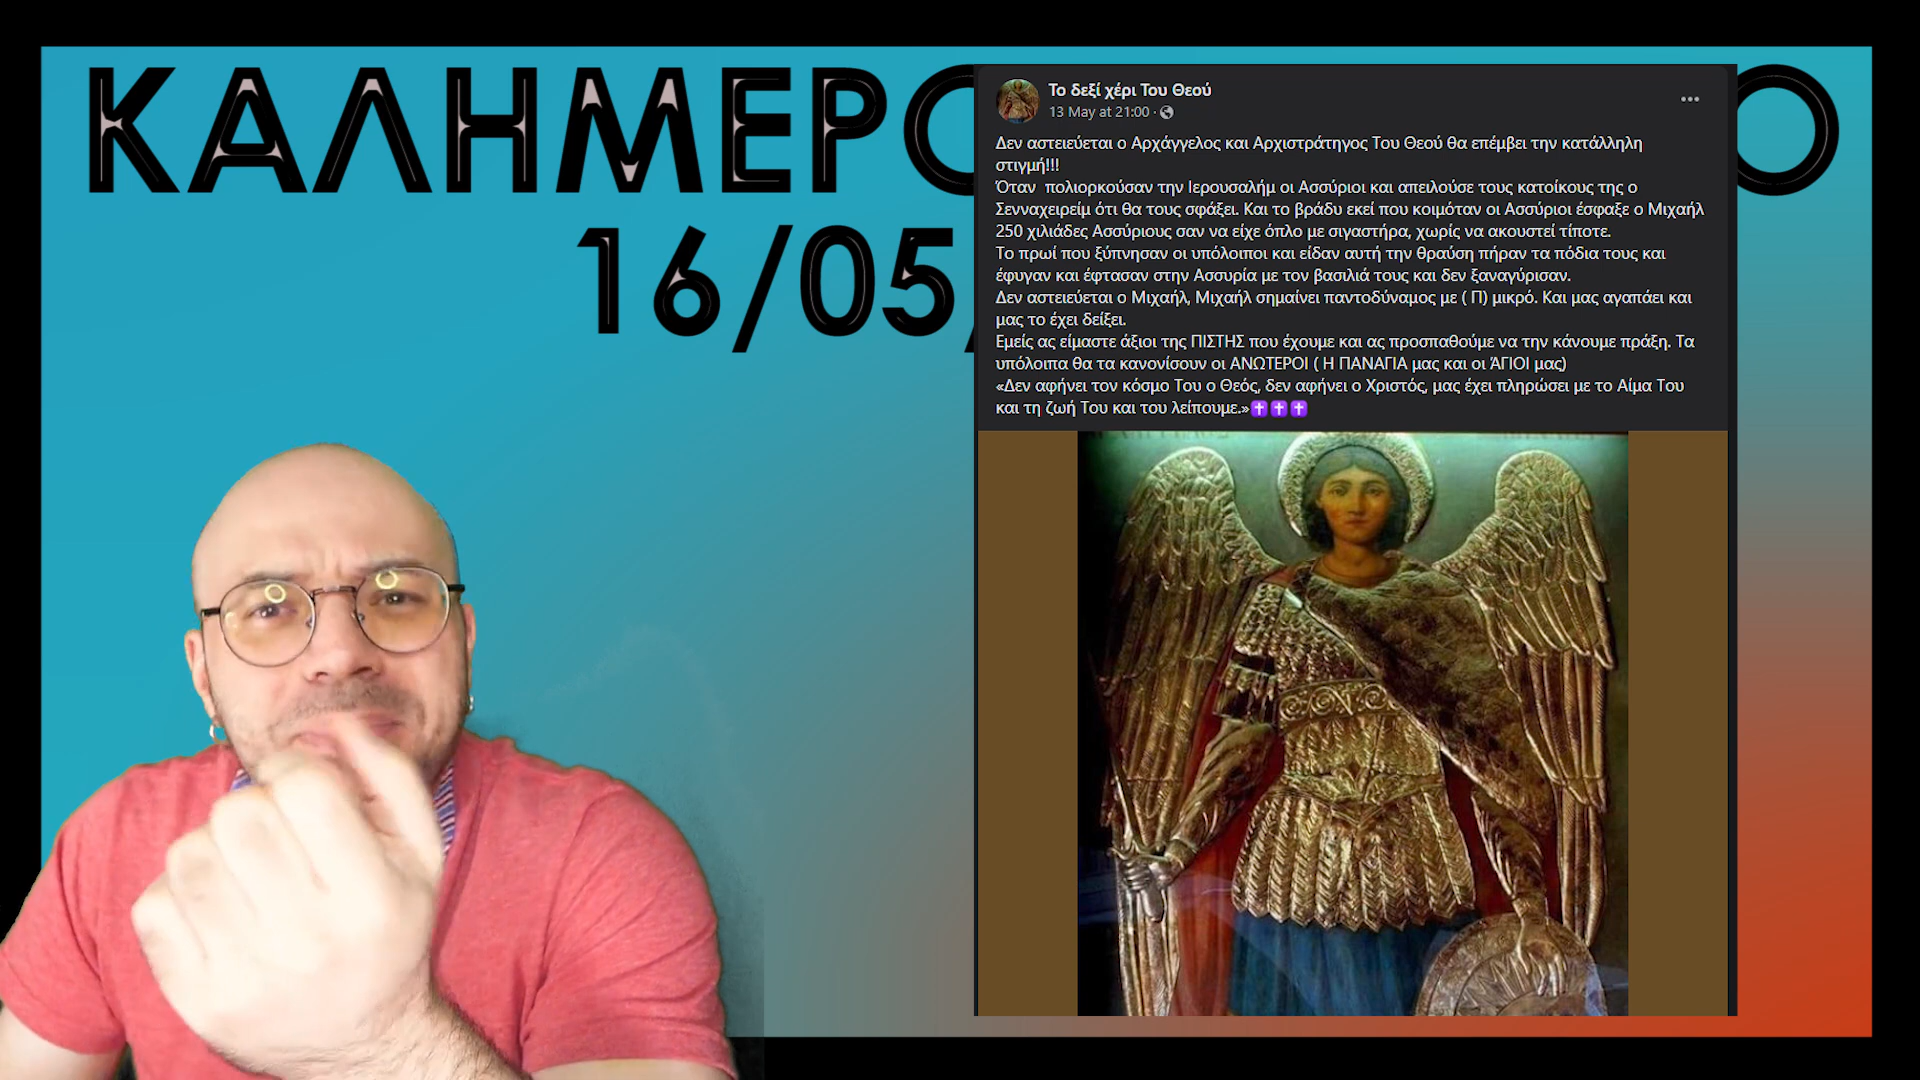 ΚΑΛΗΜΕΡΟ
16/05
Το δεξί χέρι Του Θεού
13 May at 21:00 ·
Δεν αστειεύεται ο Αρχάγγελος και Αρχιστράτηγος Του Θεού θα επέμβει την κατάλληλη
στιγμή!!!
Όταν πολιορκούσαν την Ιερουσαλήμ οι Ασσύριοι και απειλούσε τους κατοίκους της ο
Σενναχειρείμ ότι θα τους σφάξει. Και το βράδυ εκεί που κοιμόταν οι Ασσύριοι έσφαξε ο Μιχαήλ
250 χιλιάδες Ασσύριους σαν να είχε όπλο με σιγαστήρα, χωρίς να ακουστεί τίποτε.
Το πρωί που ξύπνησαν οι υπόλοιποι και είδαν αυτή την θραύση πήραν τα πόδια τους και
έφυγαν και έφτασαν στην Ασσυρία με τον βασιλιά τους και δεν ξαναγύρισαν.
Δεν αστειεύεται ο Μιχαήλ, Μιχαήλ σημαίνει παντοδύναμος με ( Π) μικρό. Και μας αγαπάει και
μας το έχει δείξει.
Εμείς ας είμαστε άξιοι της ΠΙΣΤΗΣ που έχουμε και ας προσπαθούμε να την κάνουμε πράξη. Τα
υπόλοιπα θα τα κανονίσουν οι ΑΝΩΤΕΡΟΙ ( Η ΠΑΝΑΓΙΑ μας και οι ΆΓΙΟΙ μας)
«Δεν αφήνει τον κόσμο Του ο Θεός, δεν αφήνει ο Χριστός, μας έχει πληρώσει με το Αίμα Του
και τη ζωή Του και του λείπουμε.»✝️✝️✝️